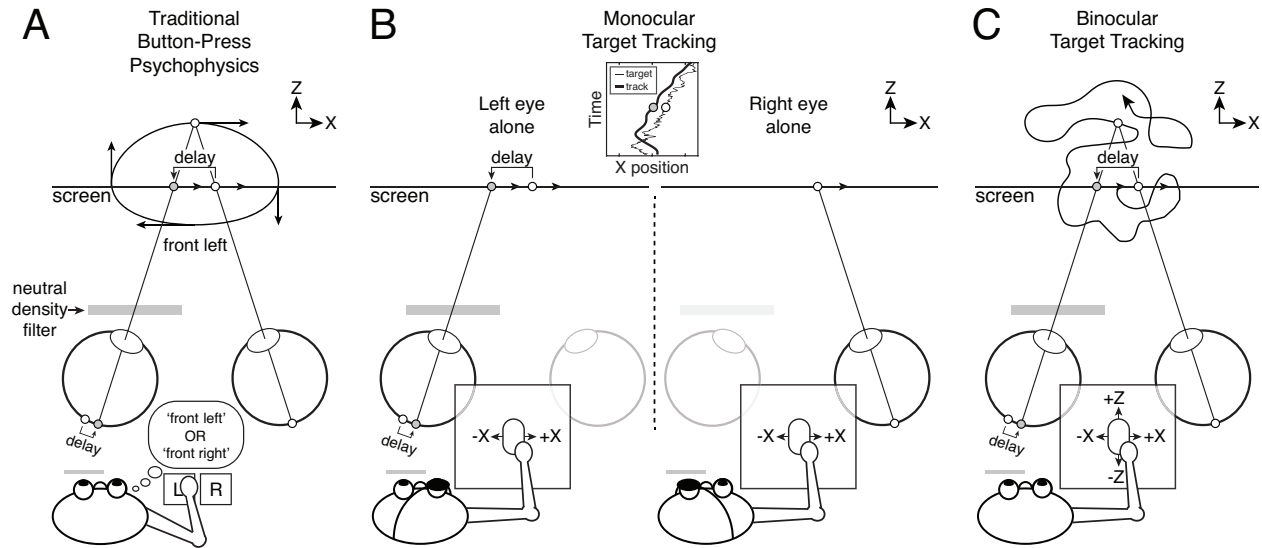 A
Traditional
Button-Press
Psychophysics
Z
X
delay
screen
front left
neutral
density
filter
delay
'front left'
OR
'front right'
L
R
B
Monocular
Target Tracking
target
track
Time
X position
Left eye
alone
delay
screen
delay
-X
+X
Right eye
alone
Z
X
-X
+X
C
Binocular
Target Tracking
Z
X
delay
screen
delay
+Z
-X
+X
-Z